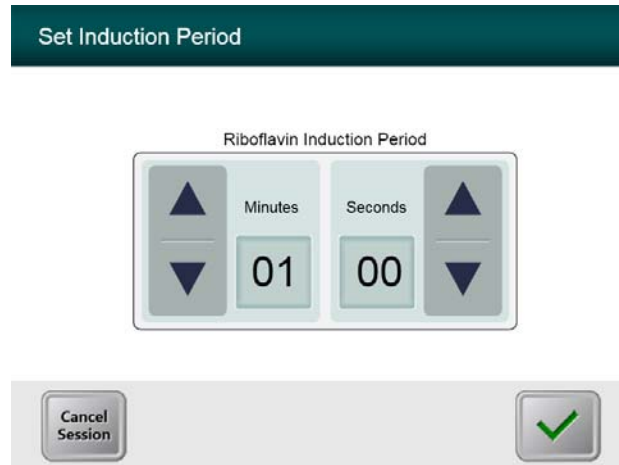 Set Induction Period
Riboflavin Induction Period
Minutes Seconds
01 00
Cancel
Session